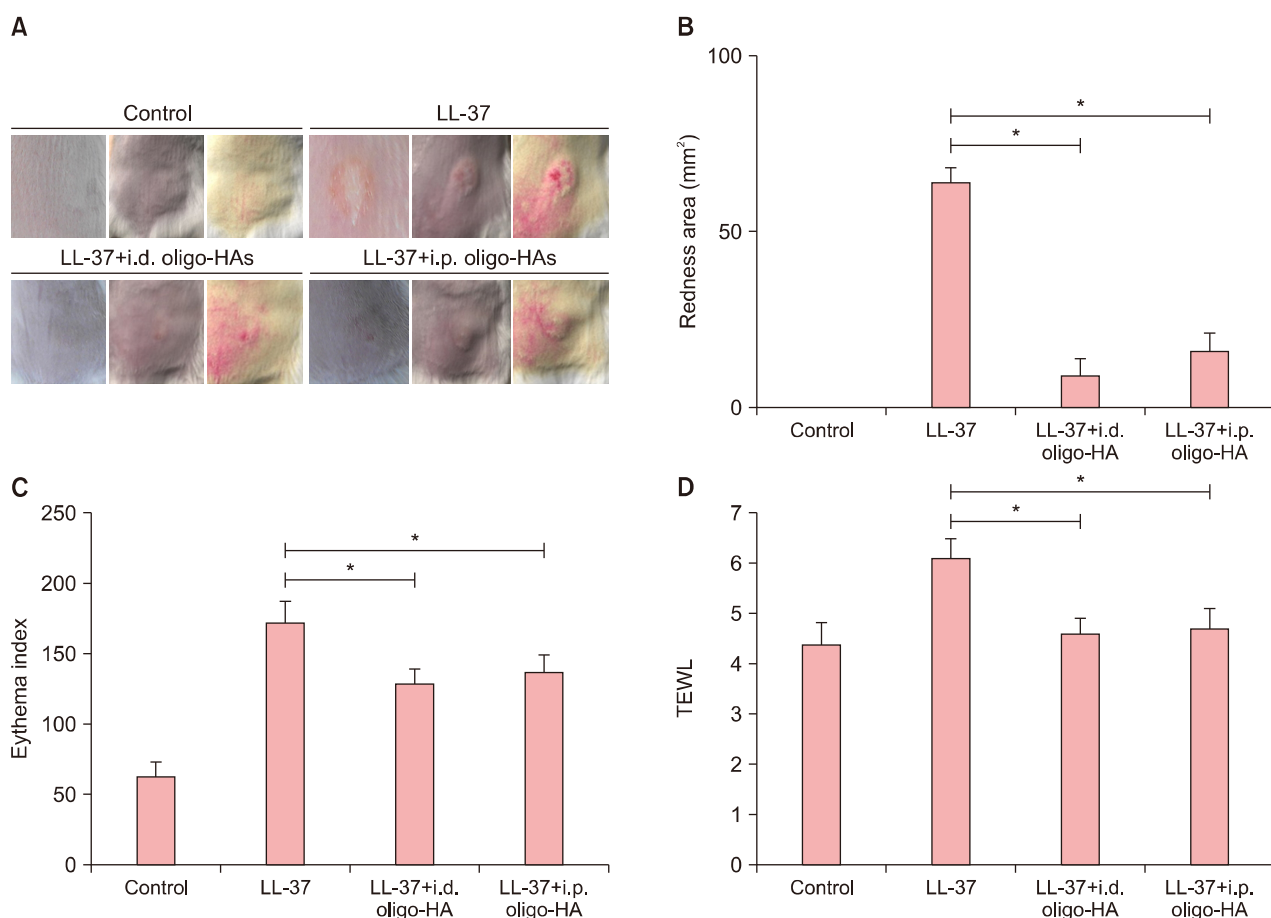 A
Control
LL-37
LL-37+i.d. oligo-HAs
LL-37+i.p. oligo-HAs
B
Redness area (mm²)
100
50
0
*
*
Control
LL-37
LL-37+i.d.
oligo-HA
LL-37+i.p.
oligo-HA
C
Eythema index
250
200
150
100
50
0
*
*
Control
LL-37
LL-37+i.d.
oligo-HA
LL-37+i.p.
oligo-HA
D
TEWL
7
6
5
4
3
2
1
0
*
*
Control
LL-37
LL-37+i.d.
oligo-HA
LL-37+i.p.
oligo-HA